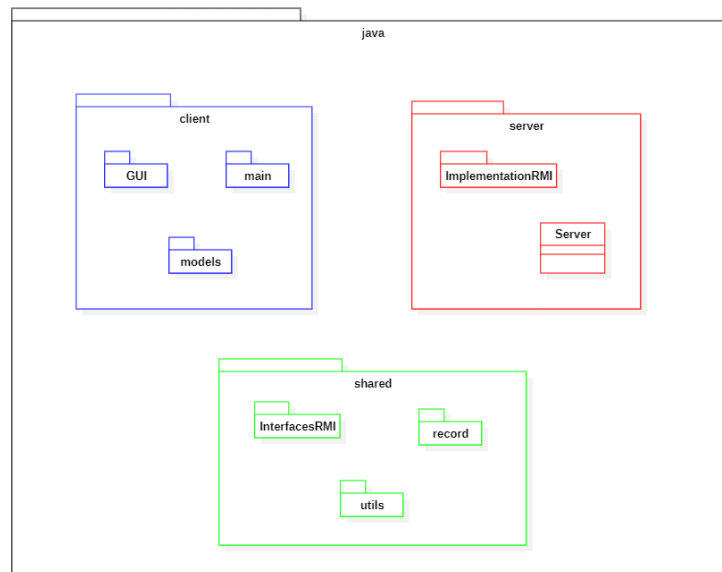 java
client
server
GUI
main
ImplementationRMI
models
Server
shared
InterfacesRMI
record
utils